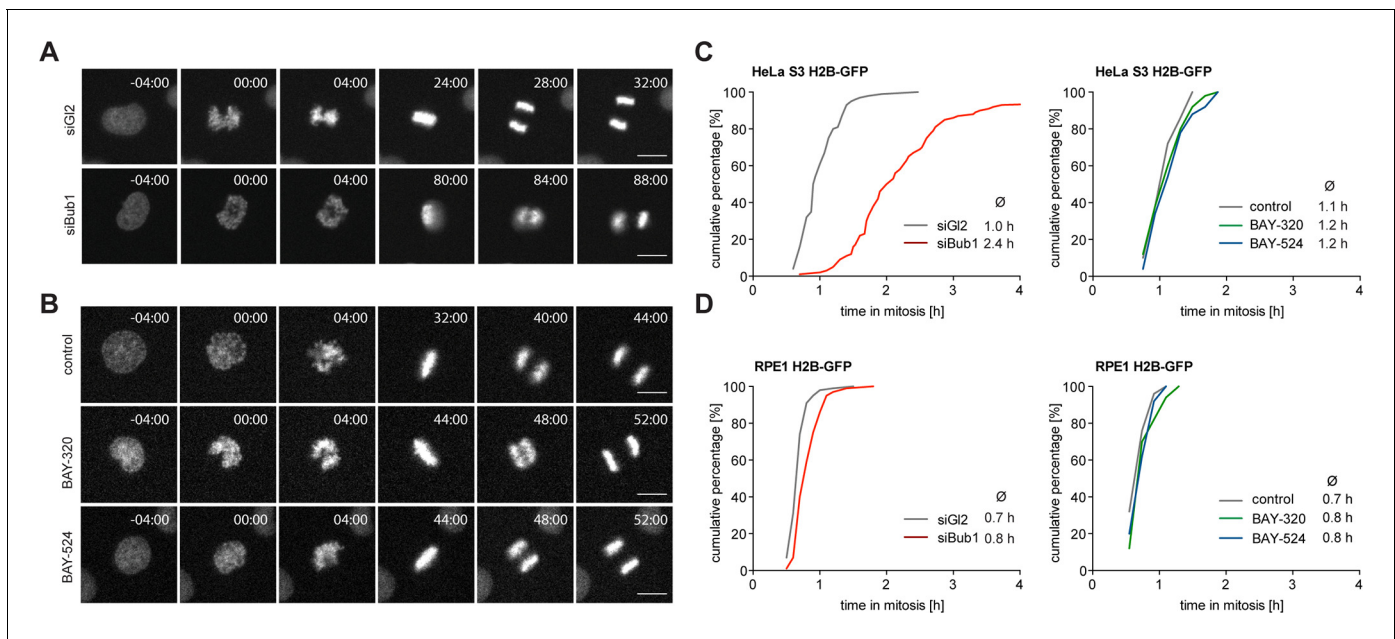 A
siGl2
-04:00 00:00 04:00 24:00 28:00 32:00
siBub1
-04:00 00:00 04:00 80:00 84:00 88:00
B
control
-04:00 00:00 04:00 32:00 40:00 44:00
BAY-320
-04:00 00:00 04:00 44:00 48:00 52:00
BAY-524
-04:00 00:00 04:00 44:00 48:00 52:00
C
HeLa S3 H2B-GFP
cumulative percentage [%]
100
80
60
40
20
0
0 1 2 3 4
time in mitosis [h]
Ø
siGl2 1.0 h
siBub1 2.4 h
HeLa S3 H2B-GFP
cumulative percentage [%]
100
80
60
40
20
0
0 1 2 3 4
time in mitosis [h]
Ø
control 1.1 h
BAY-320 1.2 h
BAY-524 1.2 h
D
RPE1 H2B-GFP
cumulative percentage [%]
100
80
60
40
20
0
0 1 2 3 4
time in mitosis [h]
Ø
siGl2 0.7 h
siBub1 0.8 h
RPE1 H2B-GFP
cumulative percentage [%]
100
80
60
40
20
0
0 1 2 3 4
time in mitosis [h]
Ø
control 0.7 h
BAY-320 0.8 h
BAY-524 0.8 h